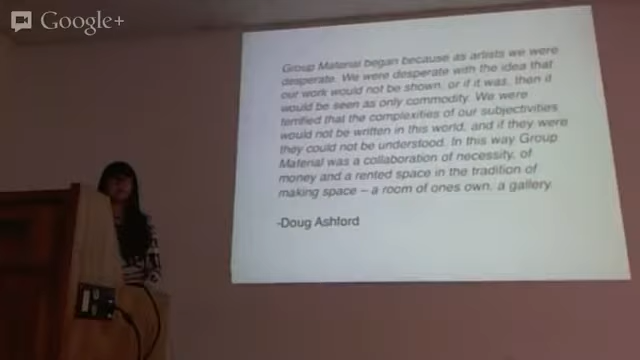 Google+
Group Material began because as artists we were
desperate. We were desperate with the idea that
our work would not be shown, or if it was, then it
would be seen as only commodity. We were
terrified that the complexities of our subjectivities
would not be written in this world, and if they were
they could not be understood. In this way Group
Material was a collaboration of necessity, of
money and a rented space in the tradition of
making space – a room of ones own, a gallery
-Doug Ashford